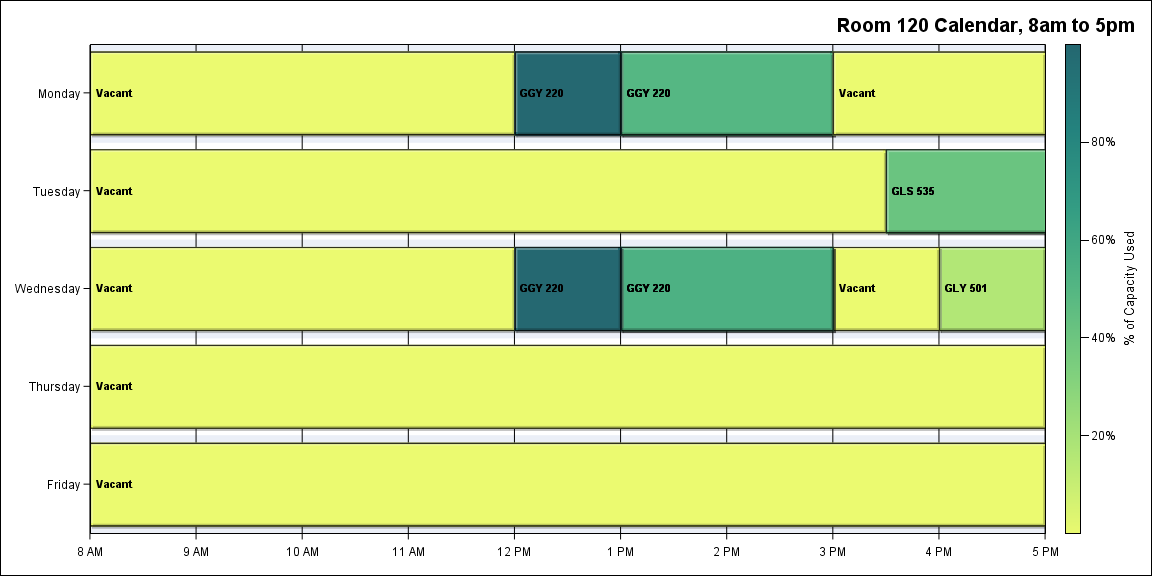 Room 120 Calendar, 8am to 5pm
Monday
Vacant
GGY 220
GGY 220
Vacant
Tuesday
Vacant
GLS 535
Wednesday
Vacant
GGY 220
GGY 220
Vacant
GLY 501
Thursday
Vacant
Friday
Vacant
8 AM
9 AM
10 AM
11 AM
12 PM
1 PM
2 PM
3 PM
4 PM
5 PM
80%
60%
40%
20%
% of Capacity Used